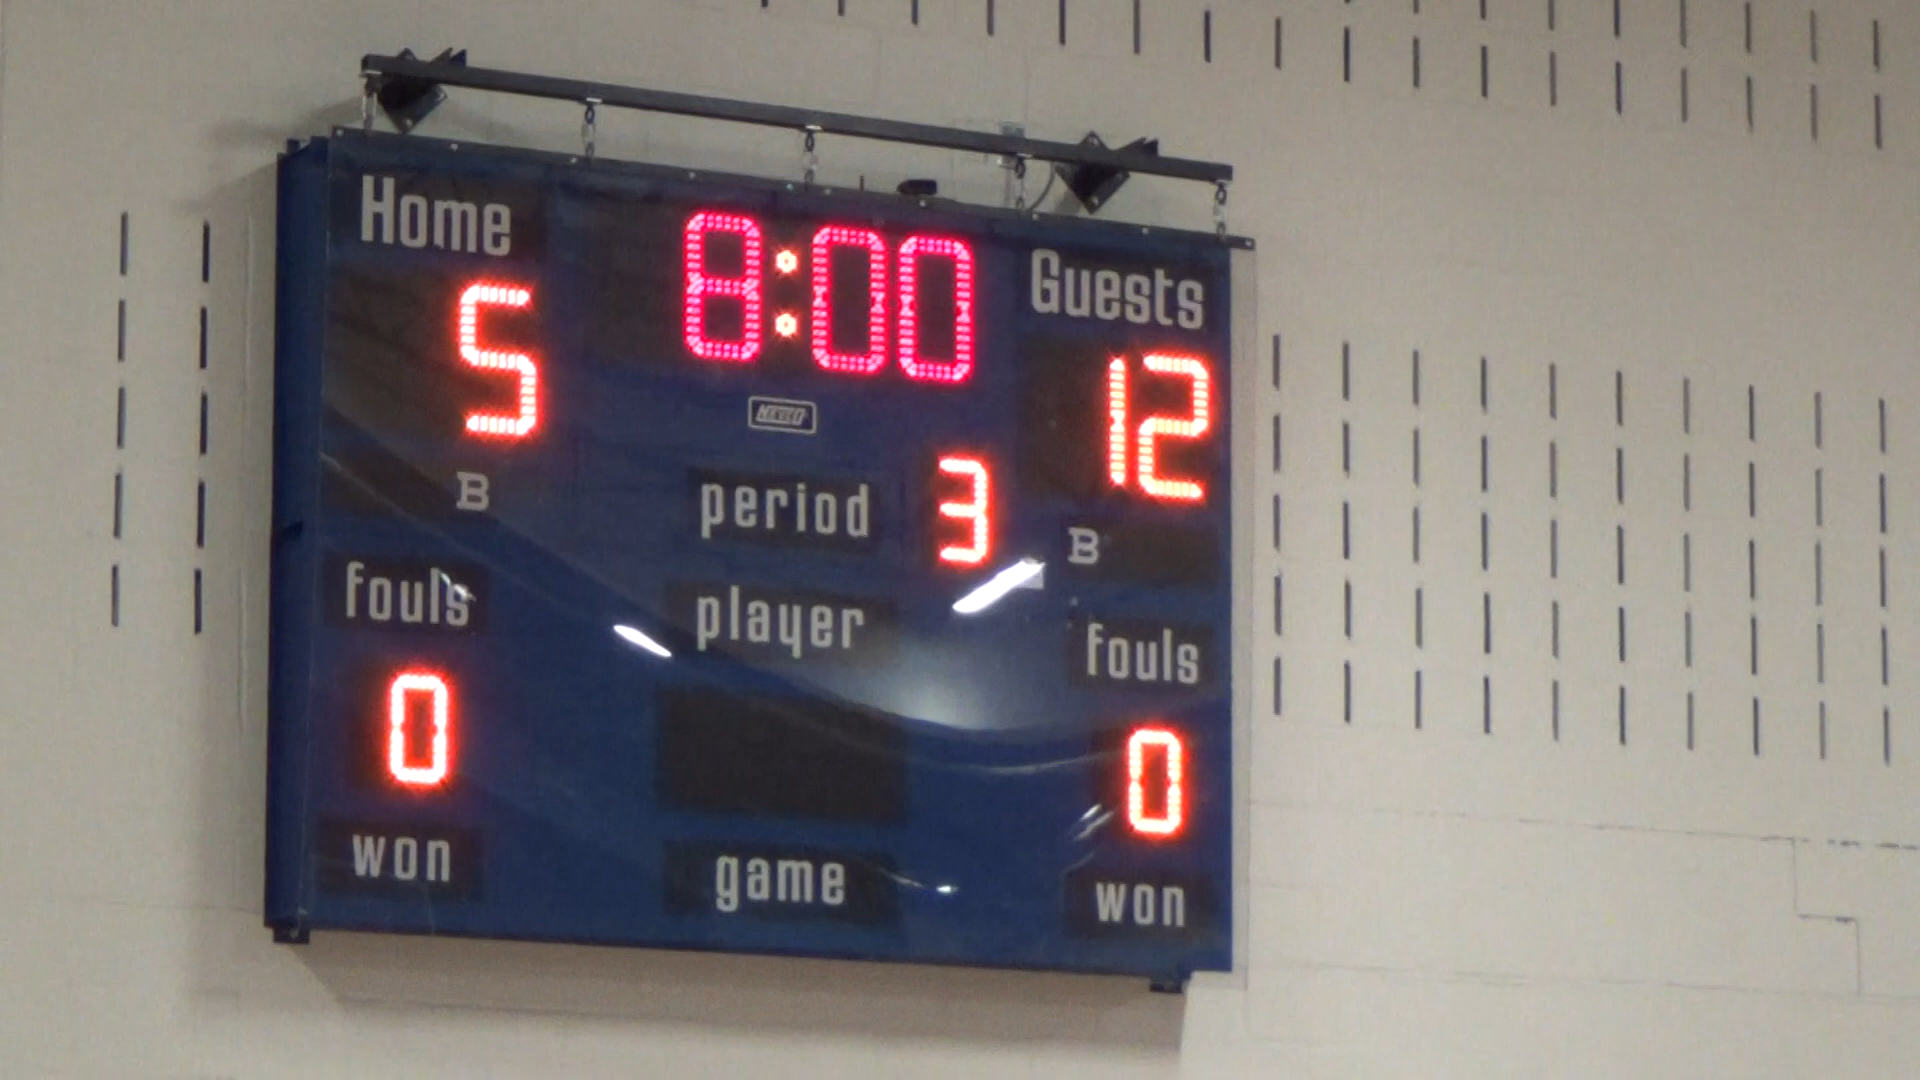 Home
8:00
Guests
5
12
B
period 3
B
fouls
player
fouls
0
0
won
game
won